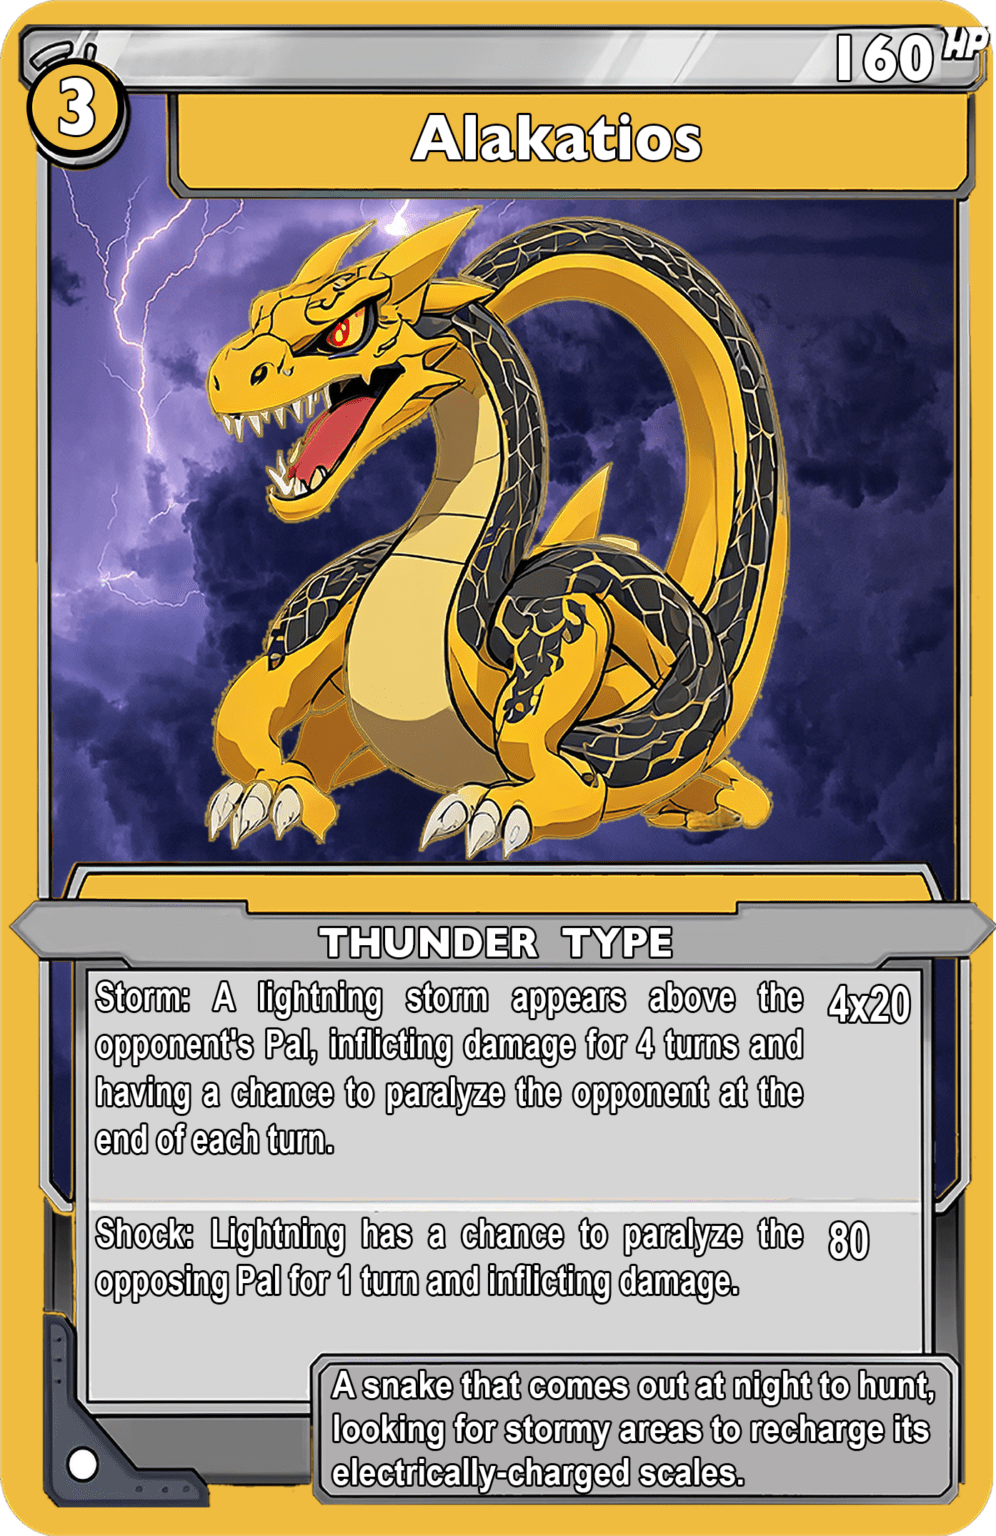 160 HP
3
Alakatios
THUNDER TYPE
Storm: A lightning storm appears above the 4x20
opponent's Pal, inflicting damage for 4 turns and
having a chance to paralyze the opponent at the
end of each turn.
Shock: Lightning has a chance to paralyze the 80
opposing Pal for 1 turn and inflicting damage.
A snake that comes out at night to hunt,
looking for stormy areas to recharge its
electrically-charged scales.